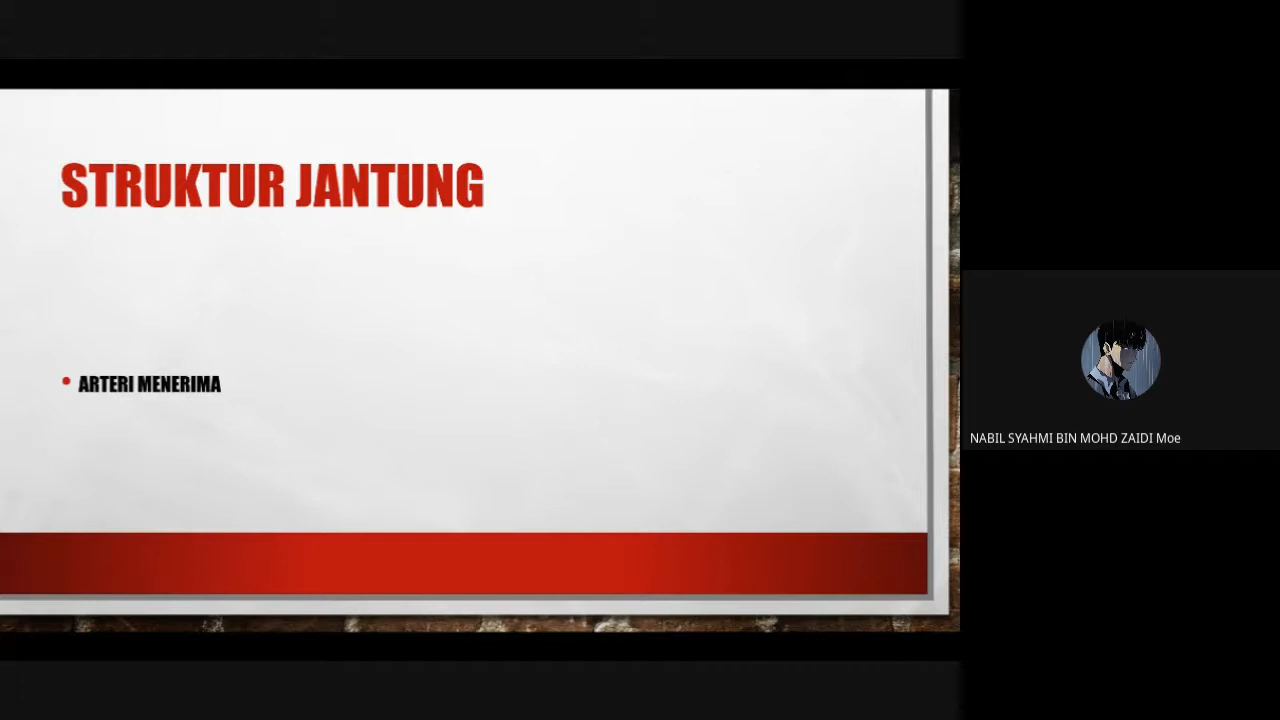 STRUKTUR JANTUNG
• ARTERI MENERIMA
NABIL SYAHMI BIN MOHD ZAIDI Moe